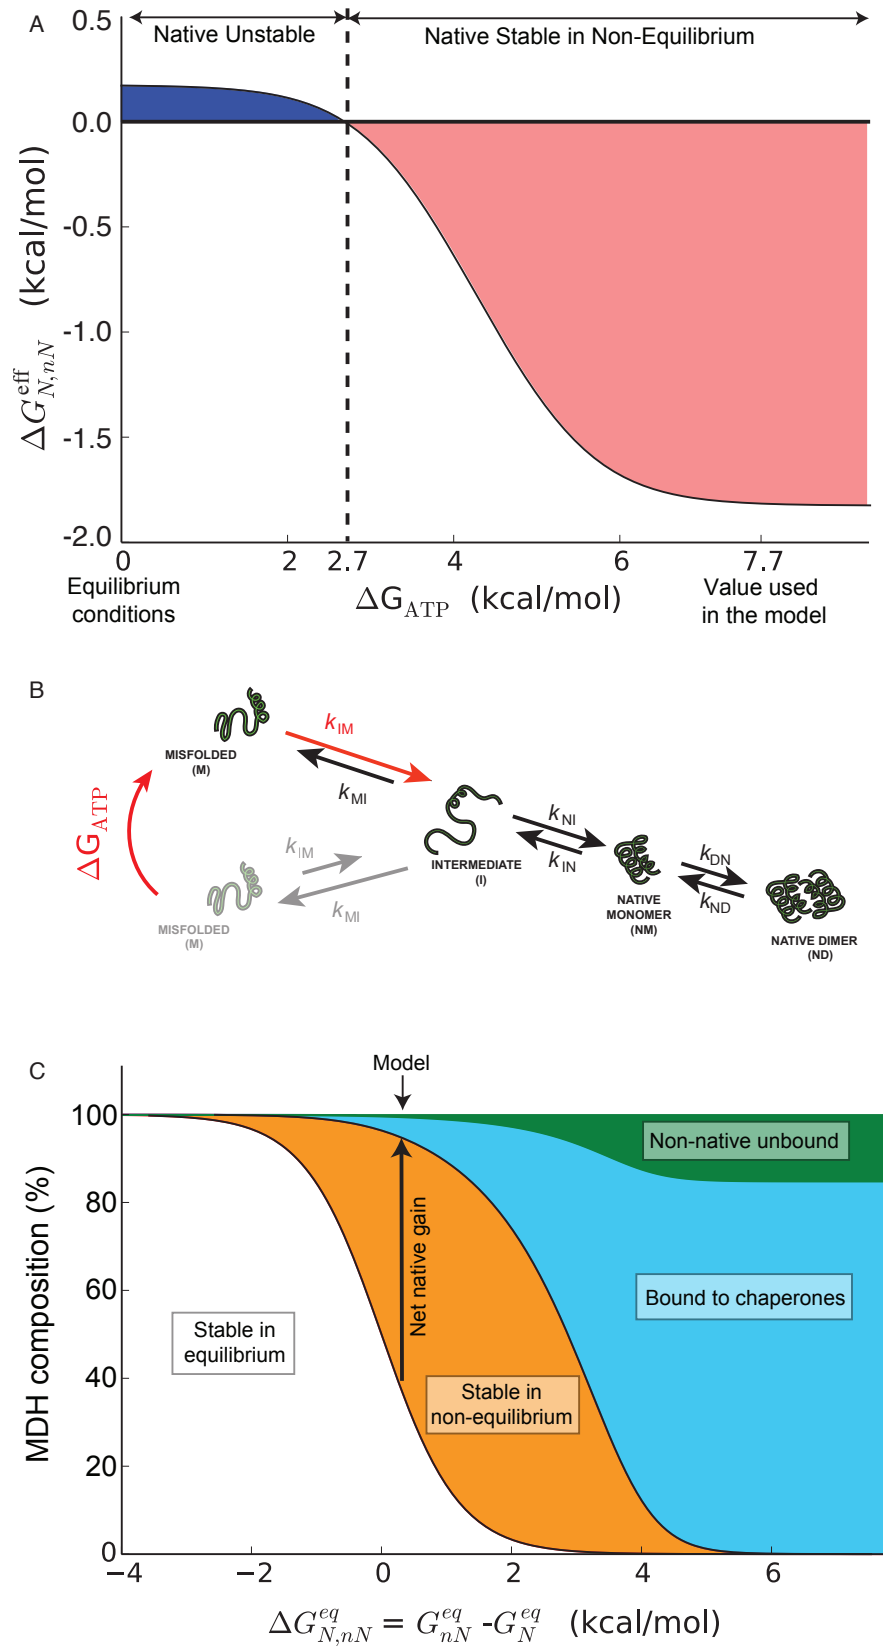 A
0.5
Native Unstable
Native Stable in Non-Equilibrium
0.0
-0.5
-1.0
-1.5
-2.0
ΔG^eff_N,nN (kcal/mol)
0
2
2.7
4
6
7.7
Equilibrium
conditions
ΔG_ATP (kcal/mol)
Value used
in the model
B
MISFOLDED
(M)
k_IM
k_MI
ΔG_ATP
k_IM
k_MI
MISFOLDED
(M)
INTERMEDIATE
(I)
k_NI
k_IN
NATIVE
MONOMER
(NM)
k_DN
k_ND
NATIVE DIMER
(ND)
C
Model
100
80
60
40
20
0
MDH composition (%)
Non-native unbound
Net native gain
Bound to chaperones
Stable in
equilibrium
Stable in
non-equilibrium
−4
−2
0
2
4
6
ΔG^eq_N,nN = G^eq_nN -G^eq_N (kcal/mol)